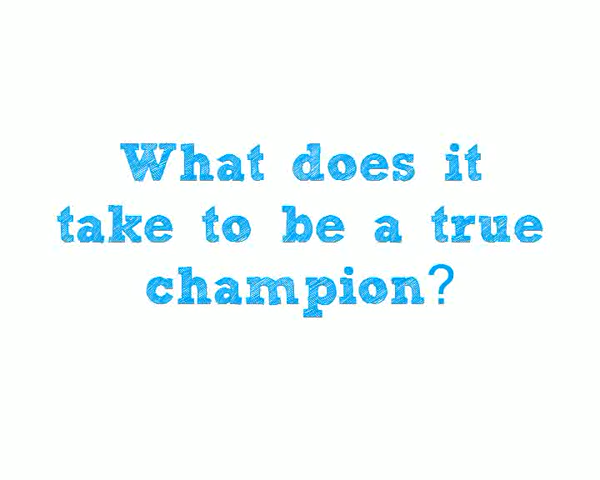 What does it
take to be a true
champion?